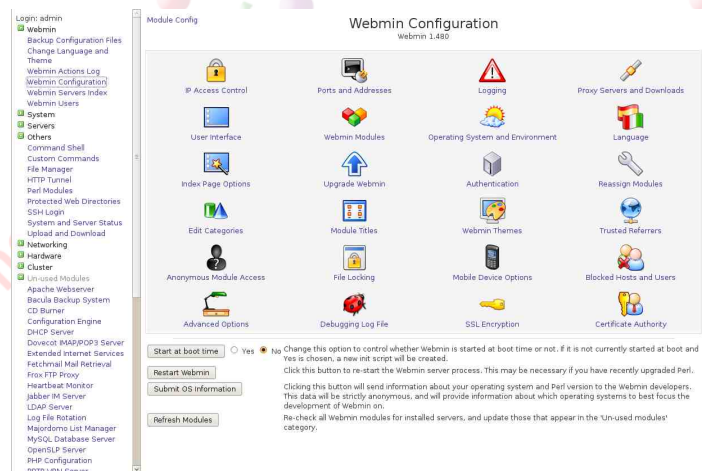 Login: admin
Webmin
Backup Configuration Files
Change Language and
Theme
Webmin Actions Log
Webmin Configuration
Webmin Servers Index
Webmin Users
System
Servers
Others
Command Shell
Custom Commands
File Manager
HTTP Tunnel
Perl Modules
Protected Web Directories
SSH Login
System and Server Status
Upload and Download
Networking
Hardware
Cluster
Un-used Modules
Apache Webserver
Bacula Backup System
CD Burner
Configuration Engine
DHCP Server
Dovecot IMAP/POP3 Server
Extended Internet Services
Fetchmail Mail Retrieval
Frox FTP Proxy
Heartbeat Monitor
Jabber IM Server
LDAP Server
Log File Rotation
Majordomo List Manager
MySQL Database Server
OpenSLP Server
PHP Configuration
PPTP VPN Server
Module Config
Webmin Configuration
Webmin 1.480
IP Access Control
Ports and Addresses
Logging
Proxy Servers and Downloads
User Interface
Webmin Modules
Operating System and Environment
Language
Index Page Options
Upgrade Webmin
Authentication
Reassign Modules
Edit Categories
Module Titles
Webmin Themes
Trusted Referrers
Anonymous Module Access
File Locking
Mobile Device Options
Blocked Hosts and Users
Advanced Options
Debugging Log File
SSL Encryption
Certificate Authority
Start at boot time Yes No Change this option to control whether Webmin is started at boot time or not. If it is not currently started at boot and
Yes is chosen, a new init script will be created.
Restart Webmin Click this button to re-start the Webmin server process. This may be necessary if you have recently upgraded Perl.
Submit OS Information Clicking this button will send information about your operating system and Perl version to the Webmin developers.
This data will be strictly anonymous, and will provide information about which operating systems to best focus the
development of Webmin on.
Refresh Modules Re-check all Webmin modules for installed servers, and update those that appear in the 'Un-used modules'
category.